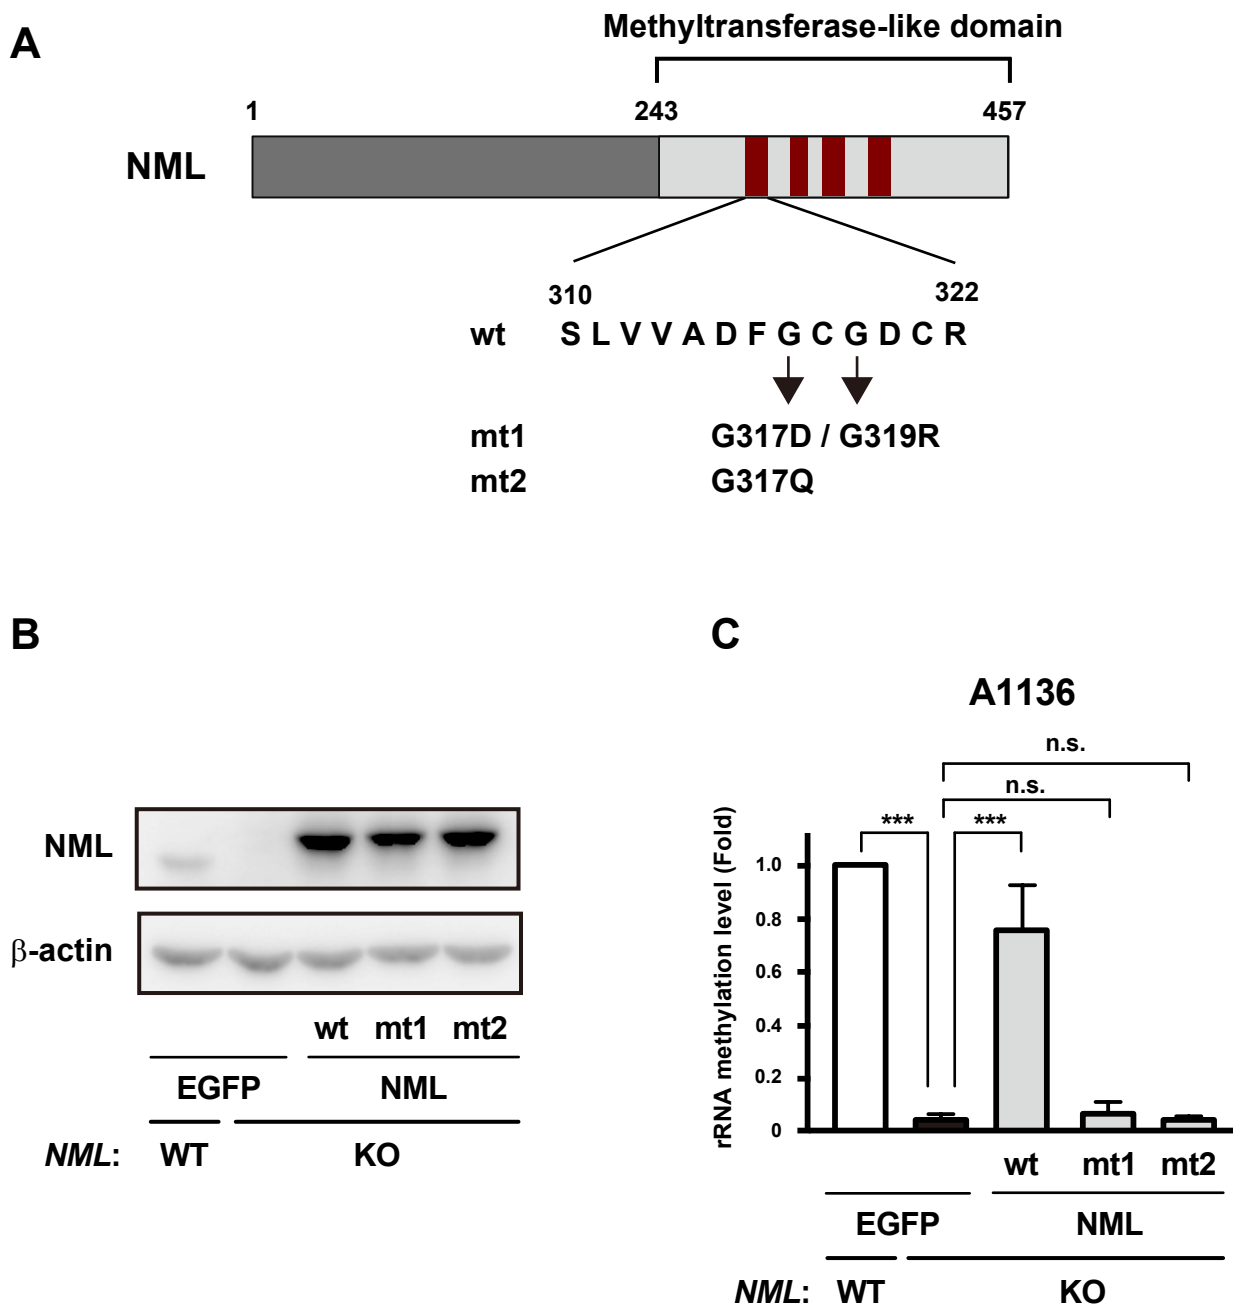 A
Methyltransferase-like domain
1 243 457
NML
310 322
wt S L V V A D F G C G D C R
mt1 G317D / G319R
mt2 G317Q
B
NML
β-actin
wt mt1 mt2
EGFP NML
NML: WT KO
C
A1136
n.s.
n.s.
*** ***
rRNA methylation level (Fold)
1.0
0.8
0.6
0.4
0.2
0
wt mt1 mt2
EGFP NML
NML: WT KO